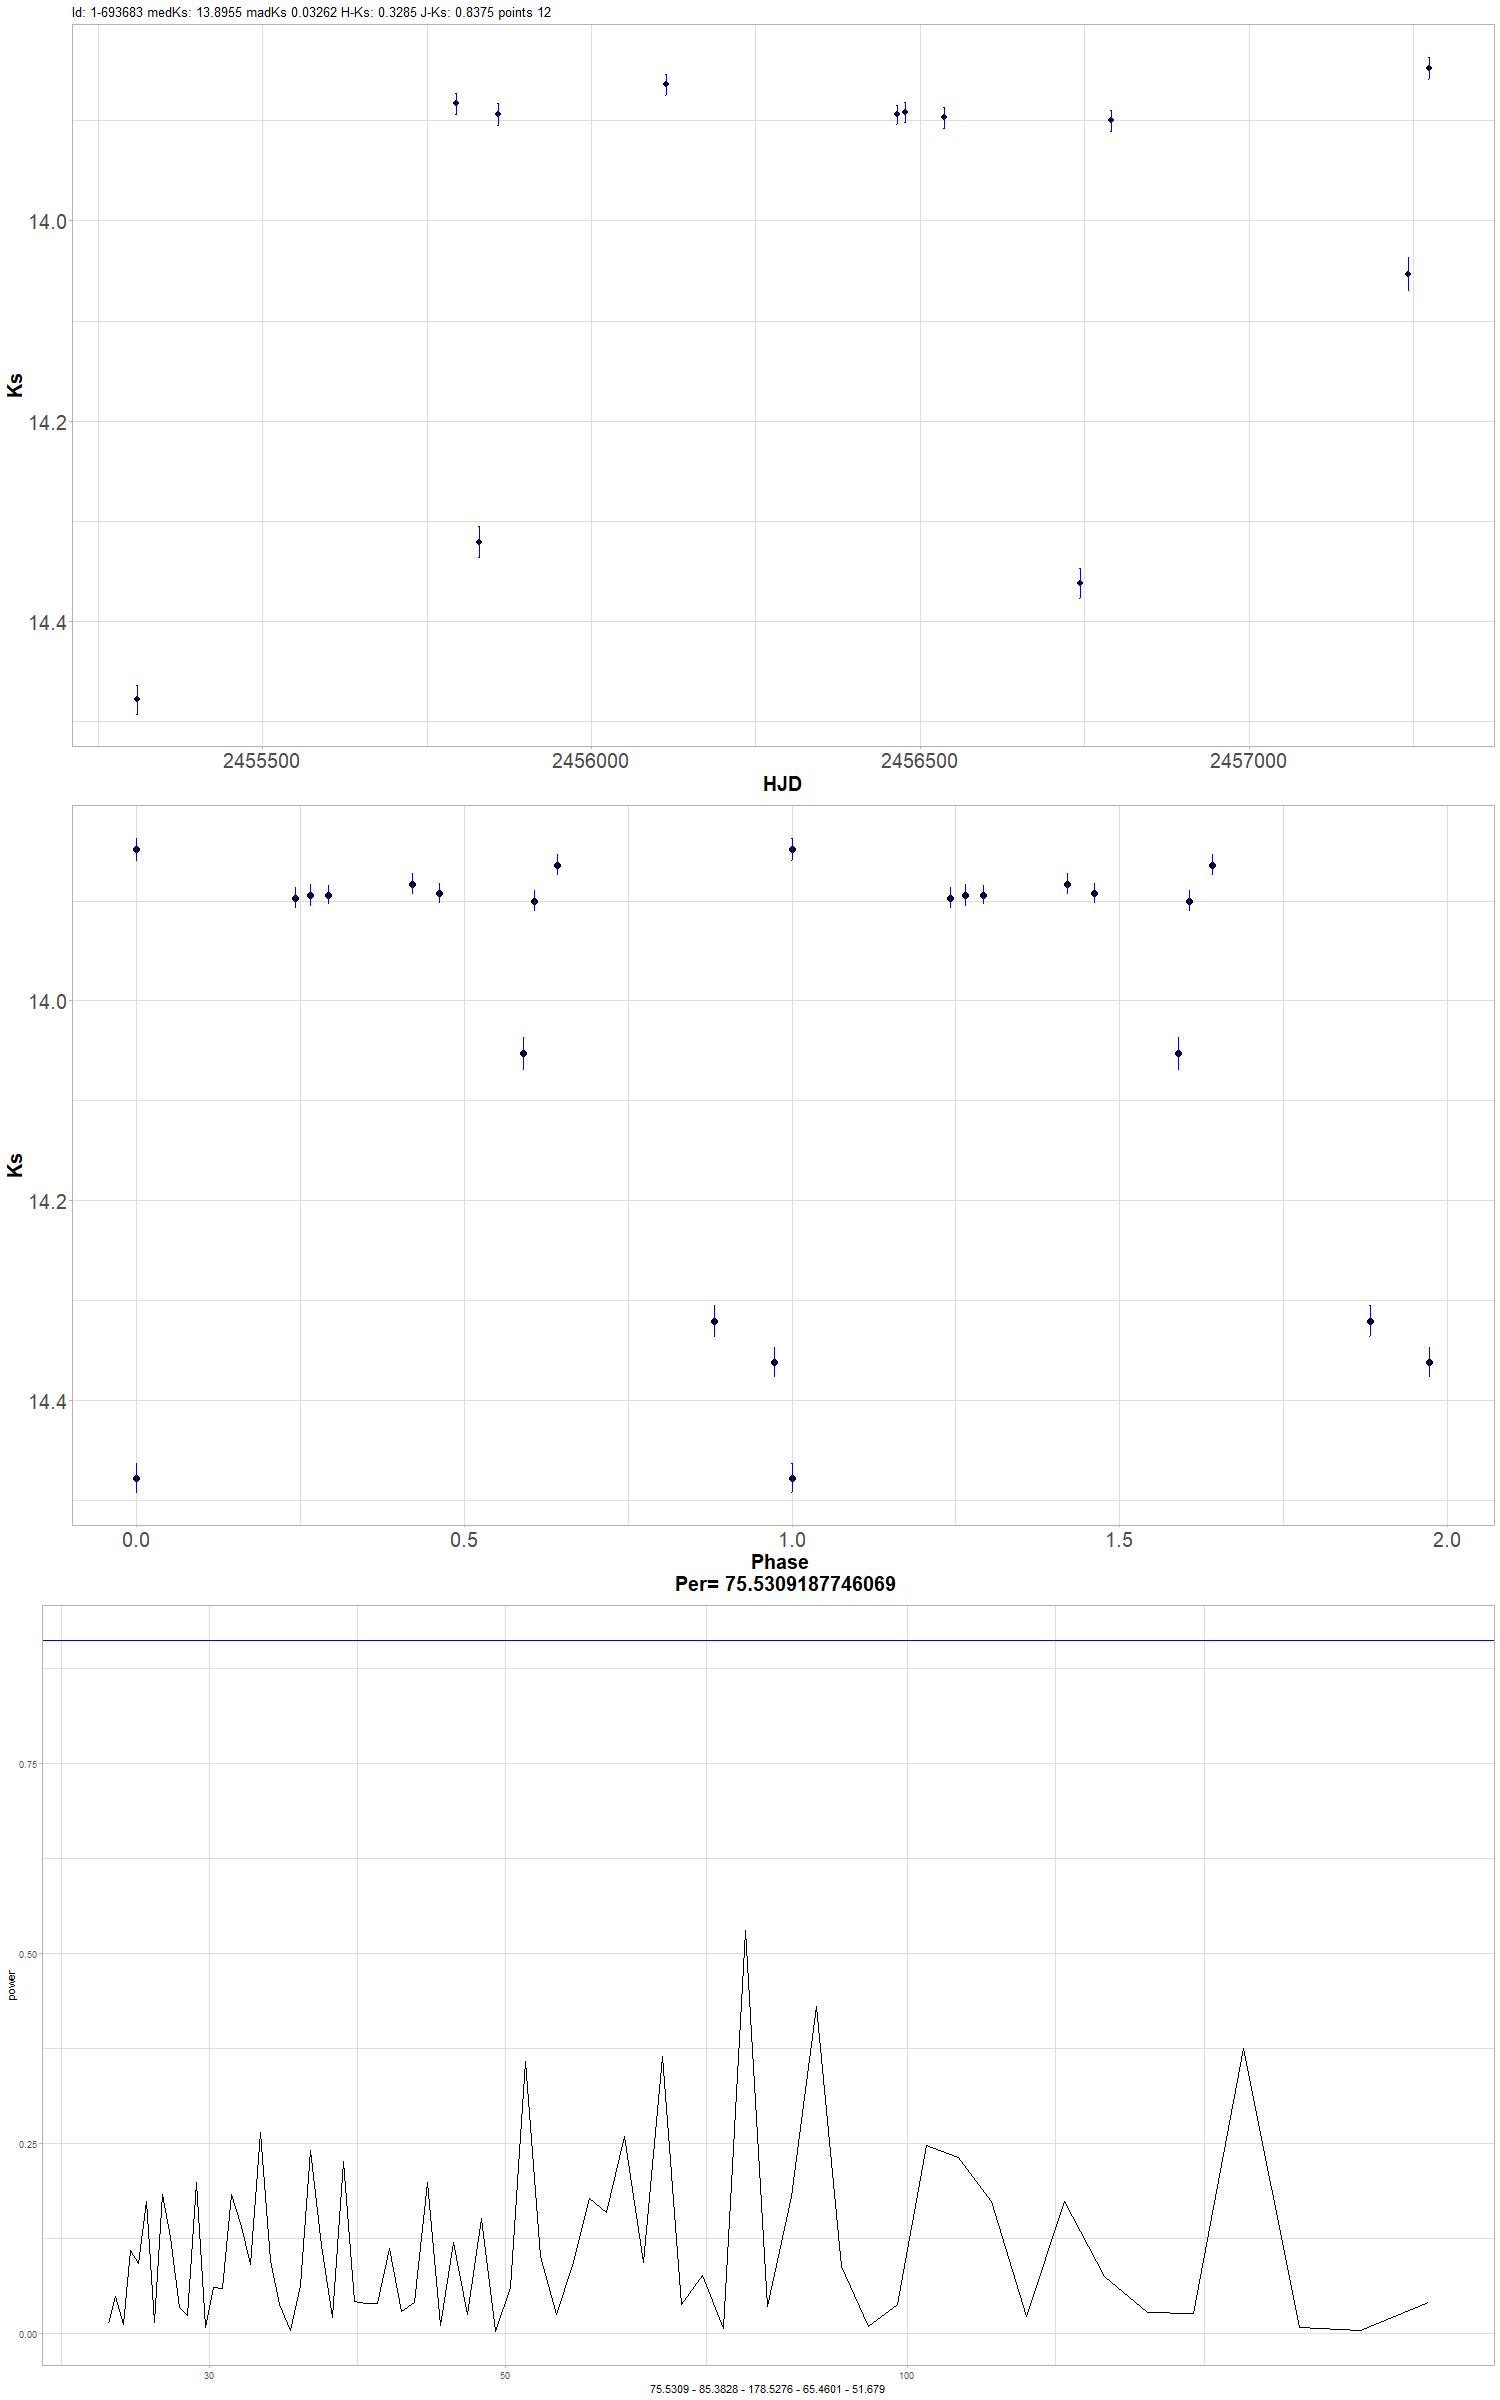 Id: 1-693683 medKs: 13.8955 madKs 0.03262 H-Ks: 0.3285 J-Ks: 0.8375 points 12
14.0
14.2
14.4
Ks
2455500 2456000 2456500 2457000
HJD
14.0
14.2
14.4
Ks
0.0 0.5 1.0 1.5 2.0
Phase
Per= 75.5309187746069
0.75
0.50
0.25
0.00
power
30 50 100
75.5309 - 85.3828 - 178.5276 - 65.4601 - 51.679